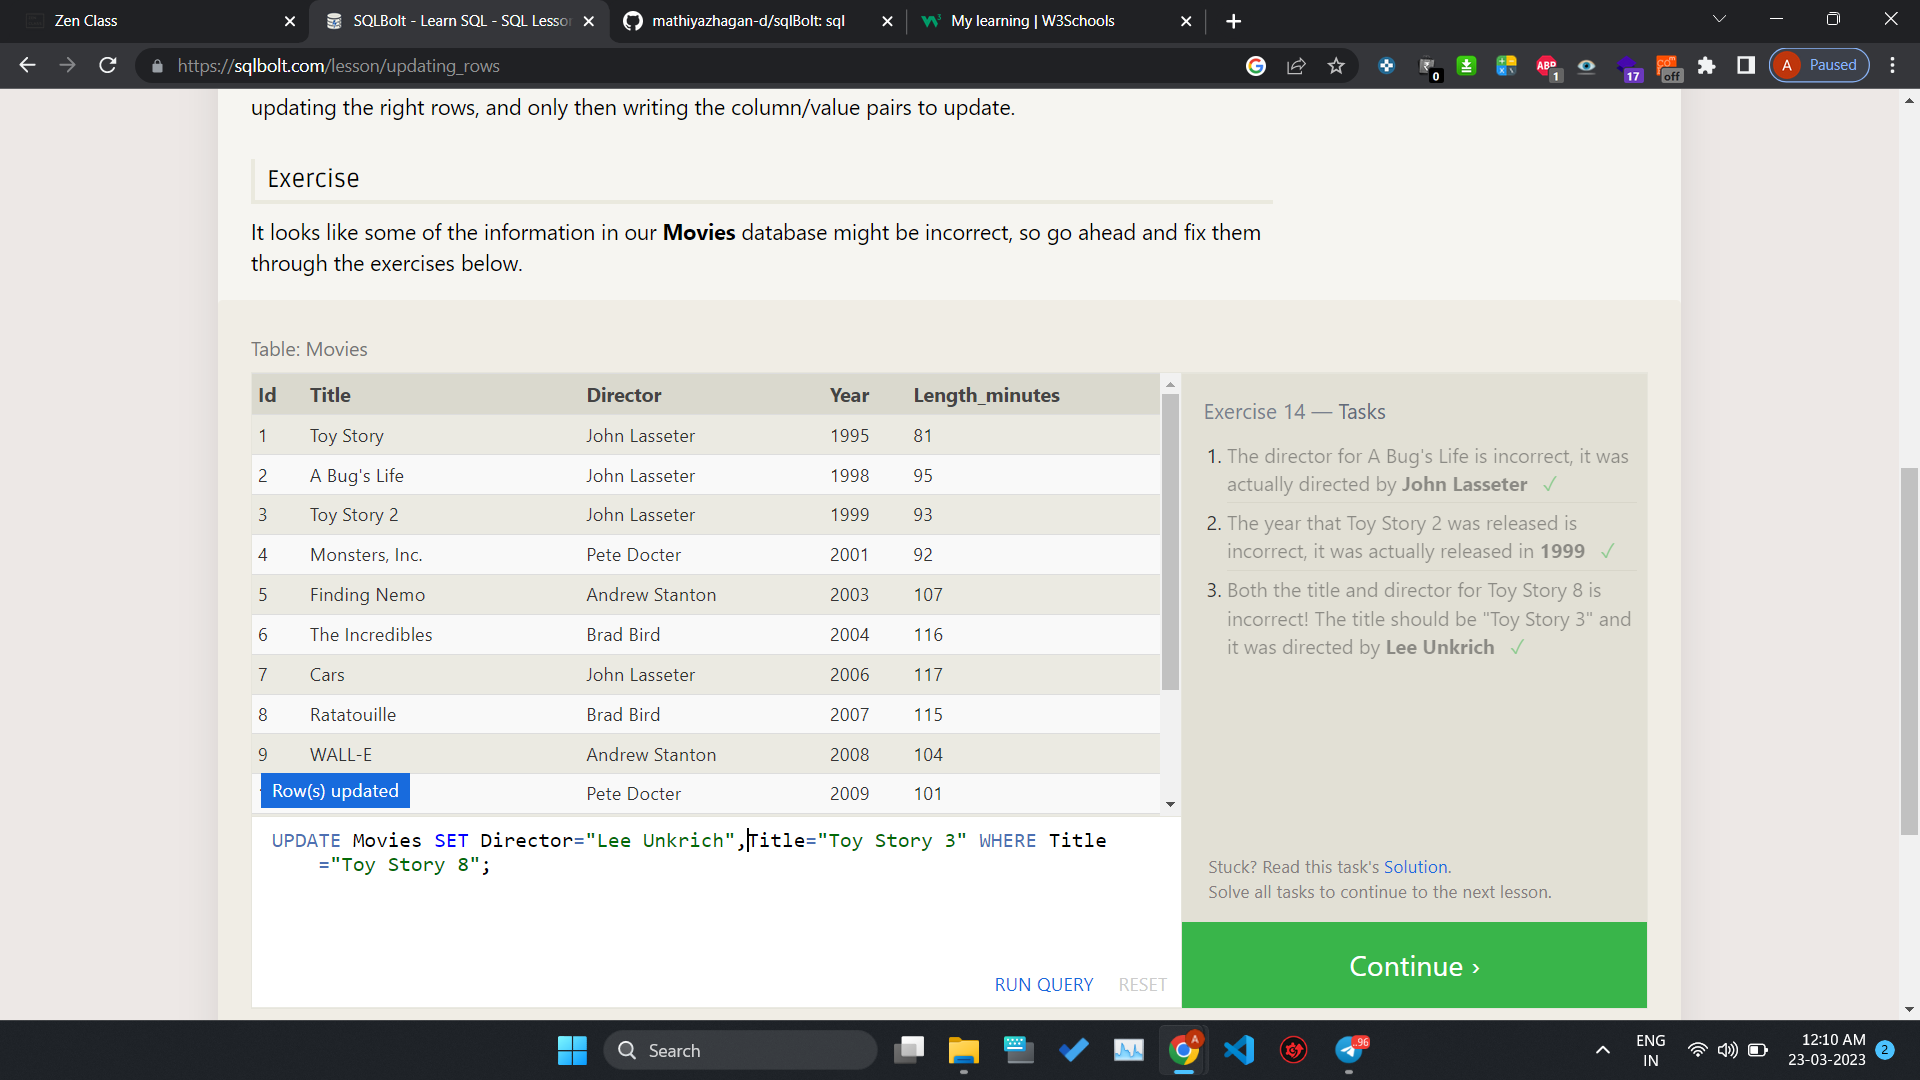 Zen Class
SQLBolt - Learn SQL - SQL Lesson
mathiyazhagan-d/sqlBolt: sql
My learning | W3Schools
https://sqlbolt.com/lesson/updating_rows
0
ABP
1
17
off
A Paused
updating the right rows, and only then writing the column/value pairs to update.
Exercise
It looks like some of the information in our Movies database might be incorrect, so go ahead and fix them
through the exercises below.
Table: Movies
Id Title Director Year Length_minutes
1 Toy Story John Lasseter 1995 81
2 A Bug's Life John Lasseter 1998 95
3 Toy Story 2 John Lasseter 1999 93
4 Monsters, Inc. Pete Docter 2001 92
5 Finding Nemo Andrew Stanton 2003 107
6 The Incredibles Brad Bird 2004 116
7 Cars John Lasseter 2006 117
8 Ratatouille Brad Bird 2007 115
9 WALL-E Andrew Stanton 2008 104
Pete Docter 2009 101
Row(s) updated
UPDATE Movies SET Director="Lee Unkrich",Title="Toy Story 3" WHERE Title
="Toy Story 8";
RUN QUERY RESET
Exercise 14 — Tasks
1. The director for A Bug's Life is incorrect, it was
actually directed by John Lasseter ✓
2. The year that Toy Story 2 was released is
incorrect, it was actually released in 1999 ✓
3. Both the title and director for Toy Story 8 is
incorrect! The title should be "Toy Story 3" and
it was directed by Lee Unkrich ✓
Stuck? Read this task's Solution.
Solve all tasks to continue to the next lesson.
Continue ›
Search
A
96
ENG
IN
12:10 AM
23-03-2023
2